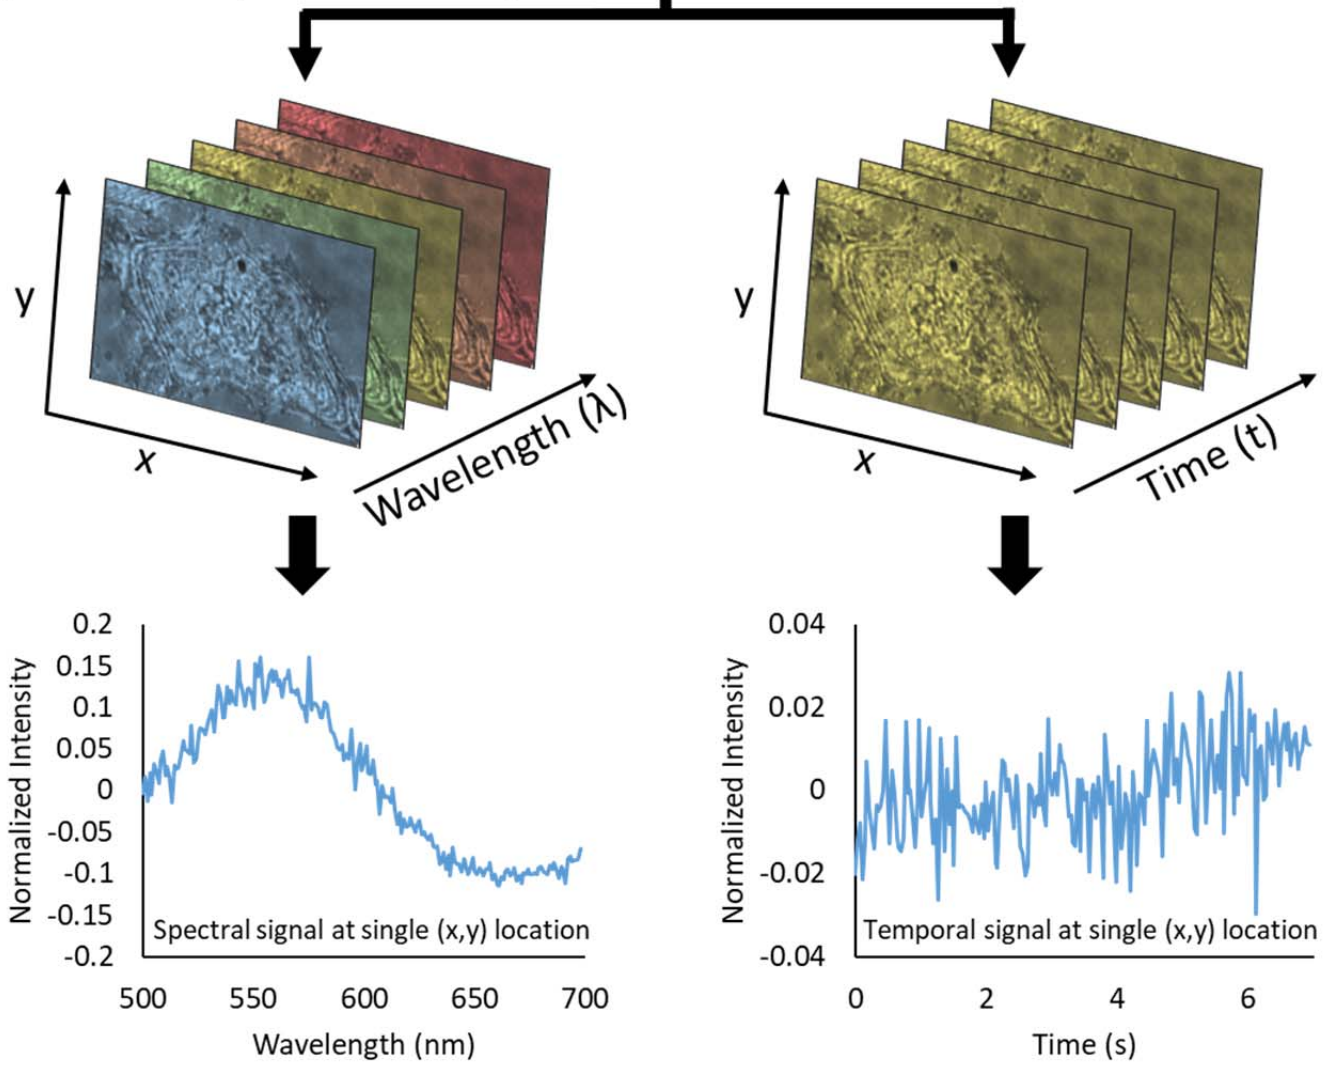 y
x
Wavelength (λ)
y
x
Time (t)
0.2
0.15
0.1
0.05
0
-0.05
-0.1
-0.15
-0.2
Normalized Intensity
Spectral signal at single (x,y) location
500 550 600 650 700
Wavelength (nm)
0.04
0.02
0
-0.02
-0.04
Normalized Intensity
Temporal signal at single (x,y) location
0 2 4 6
Time (s)